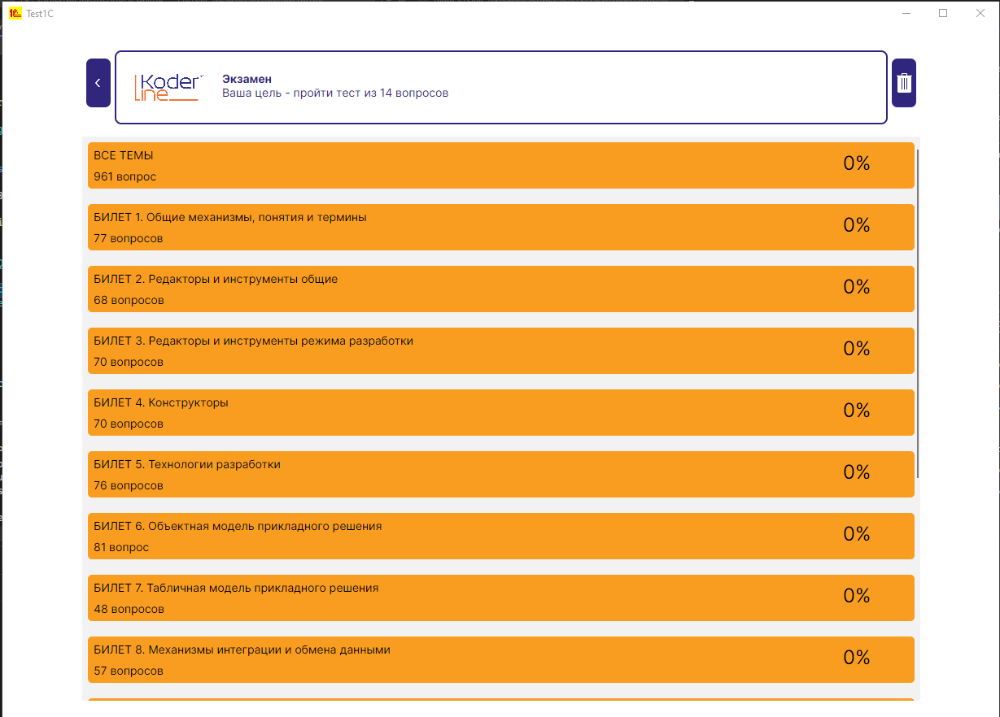 Test1C
Koder
line
Экзамен
Ваша цель - пройти тест из 14 вопросов
ВСЕ ТЕМЫ
0%
961 вопрос
БИЛЕТ 1. Общие механизмы, понятия и термины
0%
77 вопросов
БИЛЕТ 2. Редакторы и инструменты общие
0%
68 вопросов
БИЛЕТ 3. Редакторы и инструменты режима разработки
0%
70 вопросов
БИЛЕТ 4. Конструкторы
0%
70 вопросов
БИЛЕТ 5. Технологии разработки
0%
76 вопросов
БИЛЕТ 6. Объектная модель прикладного решения
0%
81 вопрос
БИЛЕТ 7. Табличная модель прикладного решения
0%
48 вопросов
БИЛЕТ 8. Механизмы интеграции и обмена данными
0%
57 вопросов